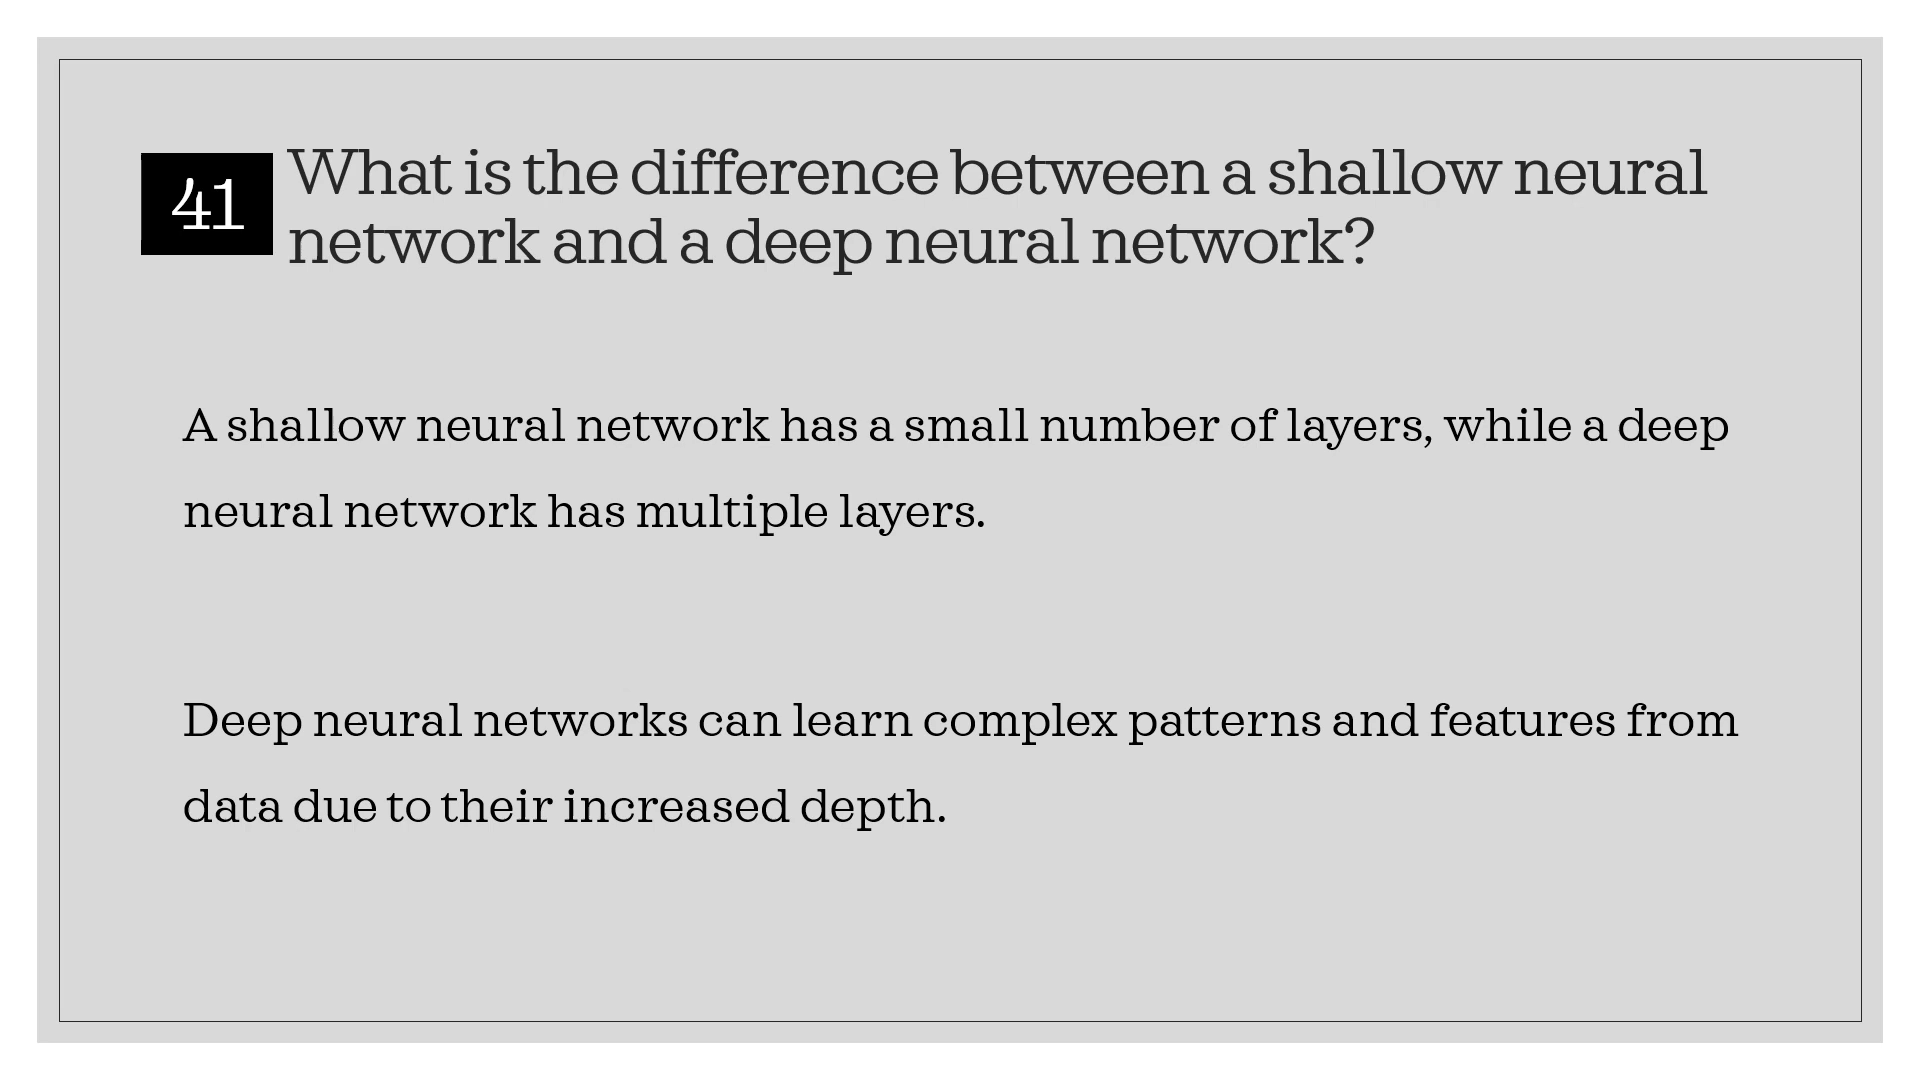 41
What is the difference between a shallow neural
network and a deep neural network?
A shallow neural network has a small number of layers, while a deep
neural network has multiple layers.
Deep neural networks can learn complex patterns and features from
data due to their increased depth.